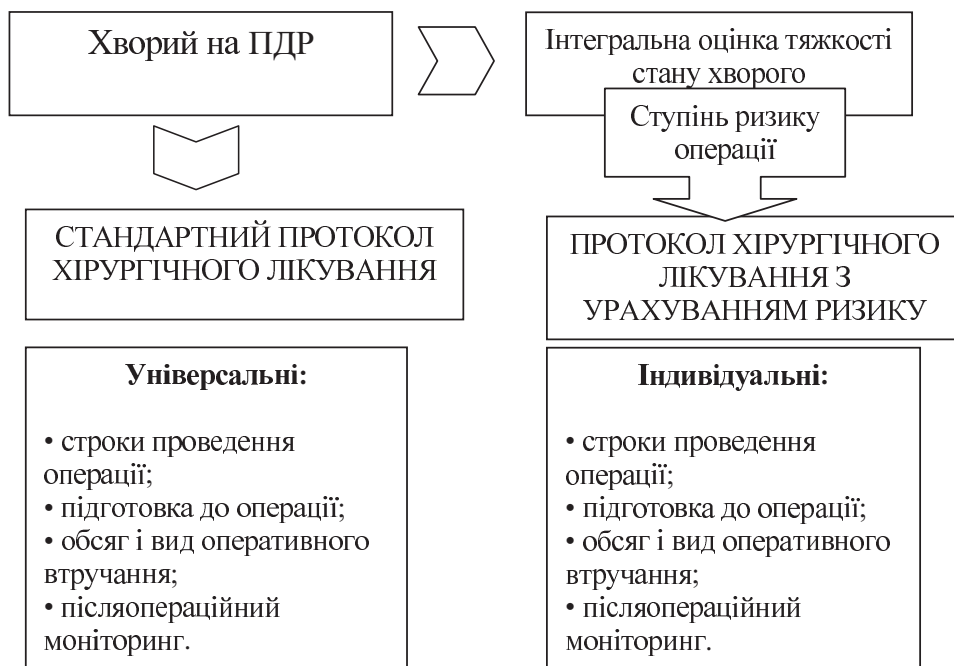 Хворий на ПДР
Інтегральна оцінка тяжкості
стану хворого
Ступінь ризику
операції
СТАНДАРТНИЙ ПРОТОКОЛ
ХІРУРГІЧНОГО ЛІКУВАННЯ
ПРОТОКОЛ ХІРУРГІЧНОГО
ЛІКУВАННЯ З
УРАХУВАННЯМ РИЗИКУ
Універсальні:
• строки проведення
операції;
• підготовка до операції;
• обсяг і вид оперативного
втручання;
• післяопераційний
моніторинг.
Індивідуальні:
• строки проведення
операції;
• підготовка до операції;
• обсяг і вид оперативного
втручання;
• післяопераційний
моніторинг.